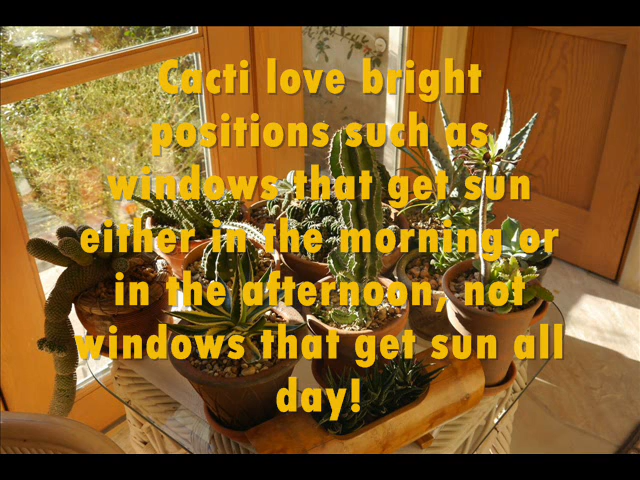 Cacti love bright
positions such as
windows that get sun
either in the morning or
in the afternoon, not
windows that get sun all
day!